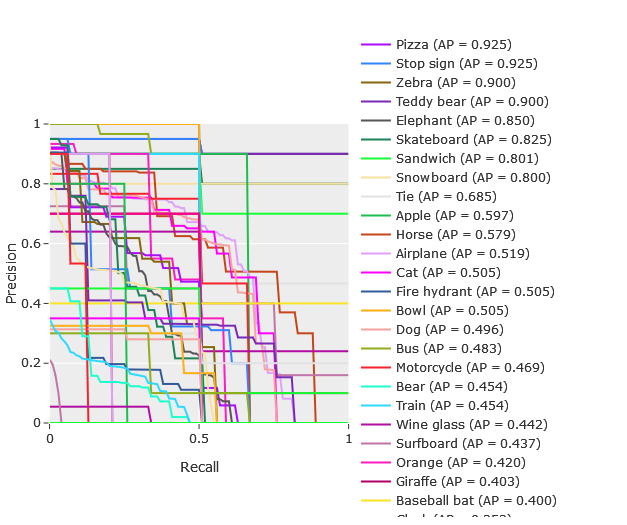 Pizza (AP = 0.925)
Stop sign (AP = 0.925)
Zebra (AP = 0.900)
Teddy bear (AP = 0.900)
Elephant (AP = 0.850)
Skateboard (AP = 0.825)
Sandwich (AP = 0.801)
Snowboard (AP = 0.800)
Tie (AP = 0.685)
Apple (AP = 0.597)
Horse (AP = 0.579)
Airplane (AP = 0.519)
Cat (AP = 0.505)
Fire hydrant (AP = 0.505)
Bowl (AP = 0.505)
Dog (AP = 0.496)
Bus (AP = 0.483)
Motorcycle (AP = 0.469)
Bear (AP = 0.454)
Train (AP = 0.454)
Wine glass (AP = 0.442)
Surfboard (AP = 0.437)
Orange (AP = 0.420)
Giraffe (AP = 0.403)
Baseball bat (AP = 0.400)
1
0.8
0.6
0.4
0.2
0
Precision
0
0.5
1
Recall